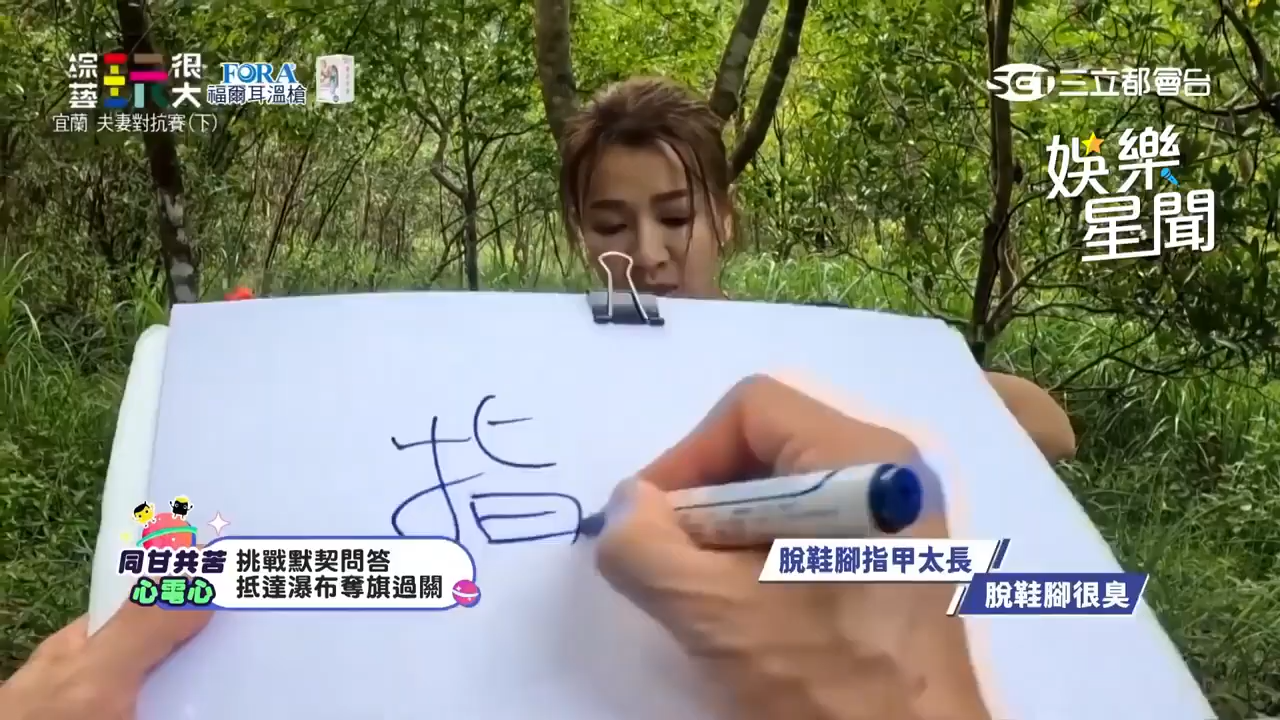 綜藝玩很大
FORA
福爾耳溫槍
宜蘭 夫妻對抗賽(下)
SET 三立都會台
娛樂星聞
指
同甘共苦
心電心
挑戰默契問答
抵達瀑布奪旗過關
脫鞋腳指甲太長
脫鞋腳很臭